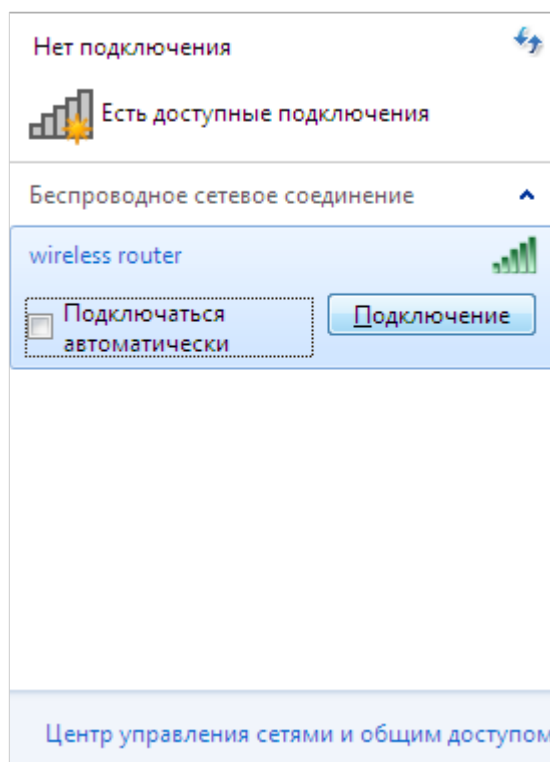 Нет подключения
Есть доступные подключения
Беспроводное сетевое соединение
wireless router
Подключаться
автоматически
Подключение
Центр управления сетями и общим доступом